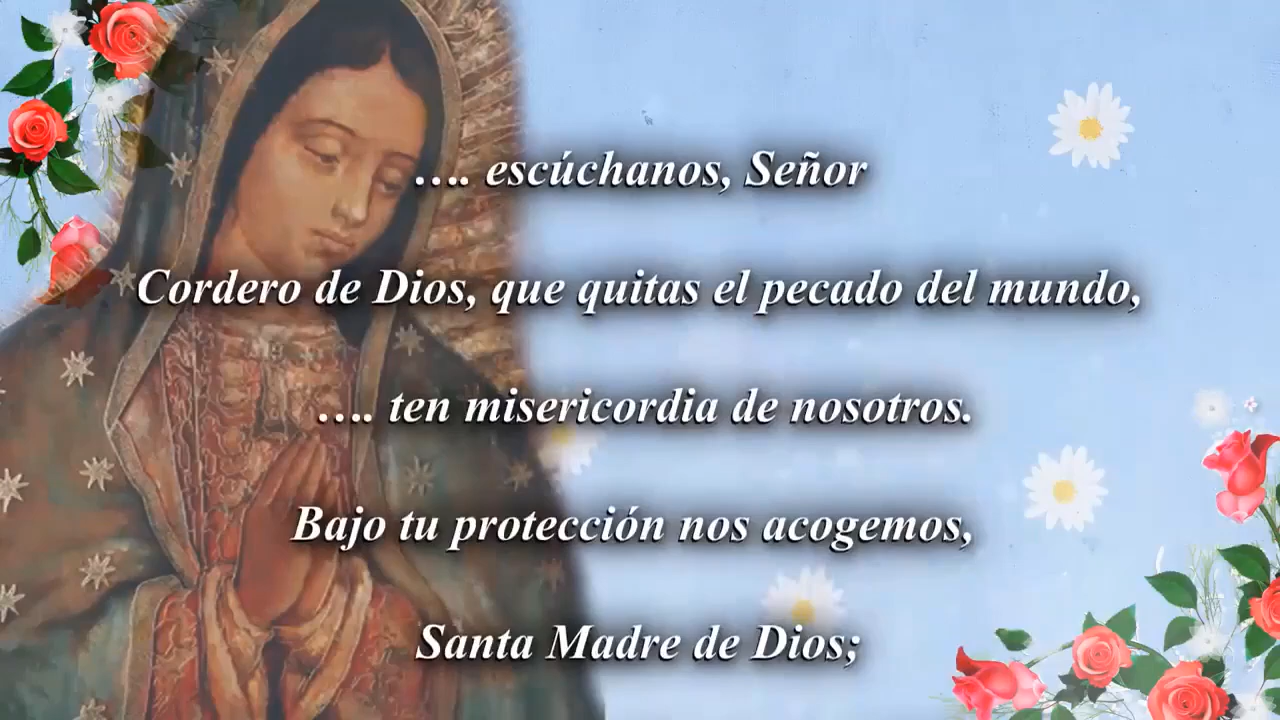 …. escúchanos, Señor
Cordero de Dios, que quitas el pecado del mundo,
…. ten misericordia de nosotros.
Bajo tu protección nos acogemos,
Santa Madre de Dios;